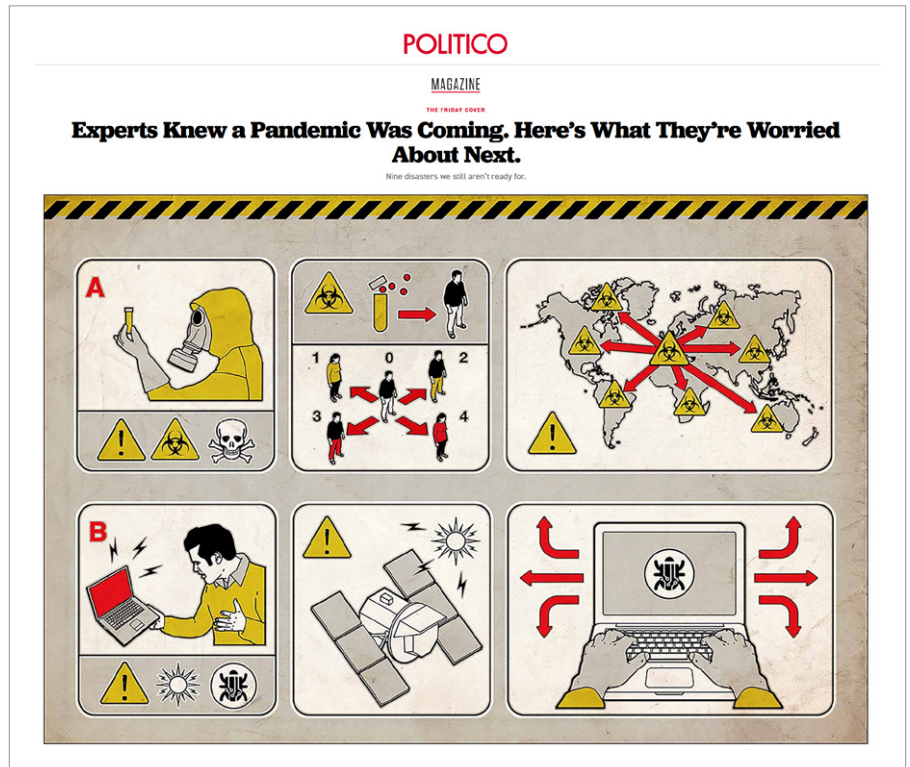 POLITICO
MAGAZINE
THE FRIDAY COVER
Experts Knew a Pandemic Was Coming. Here’s What They’re Worried
About Next.
Nine disasters we still aren’t ready for.
A
1 0 2
3 4
B